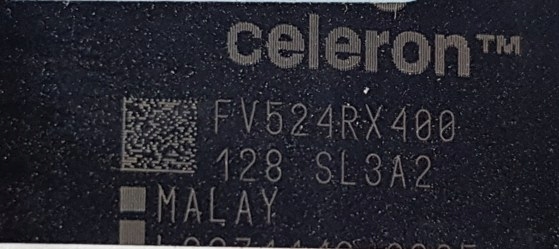 celeron™
FV524RX400
128 SL3A2
MALAY